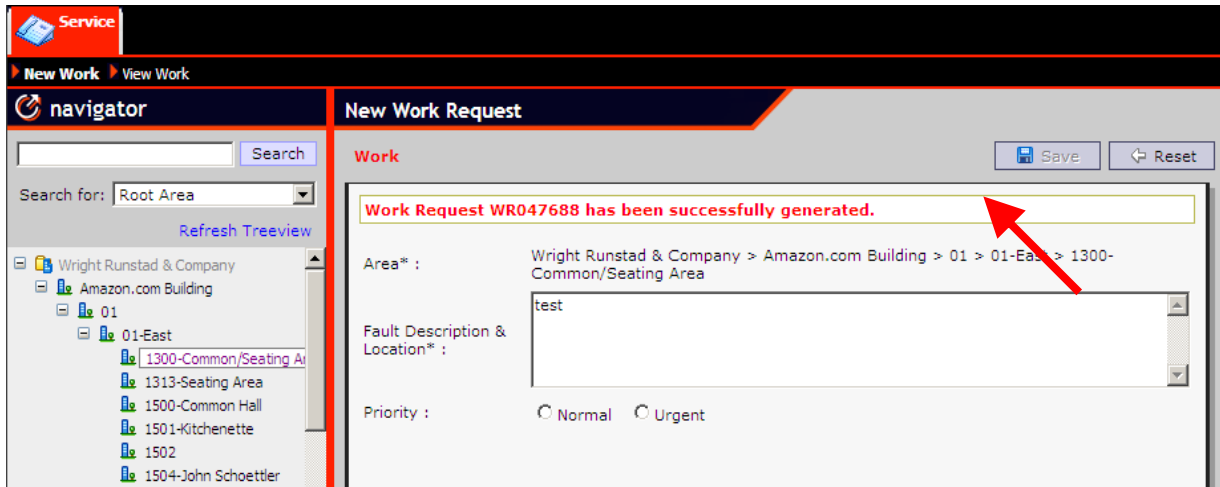 Service
New Work View Work
navigator
Search
Search for: Root Area
Refresh Treeview
Wright Runstad & Company
Amazon.com Building
01
01-East
1300-Common/Seating
1313-Seating Area
1500-Common Hall
1501-Kitchenette
1502
1504-John Schoettler
New Work Request
Work
Save Reset
Work Request WR047688 has been successfully generated.
Area* : Wright Runstad & Company > Amazon.com Building > 01 > 01-East > 1300-
Common/Seating Area
test
Fault Description &
Location* :
Priority : Normal Urgent